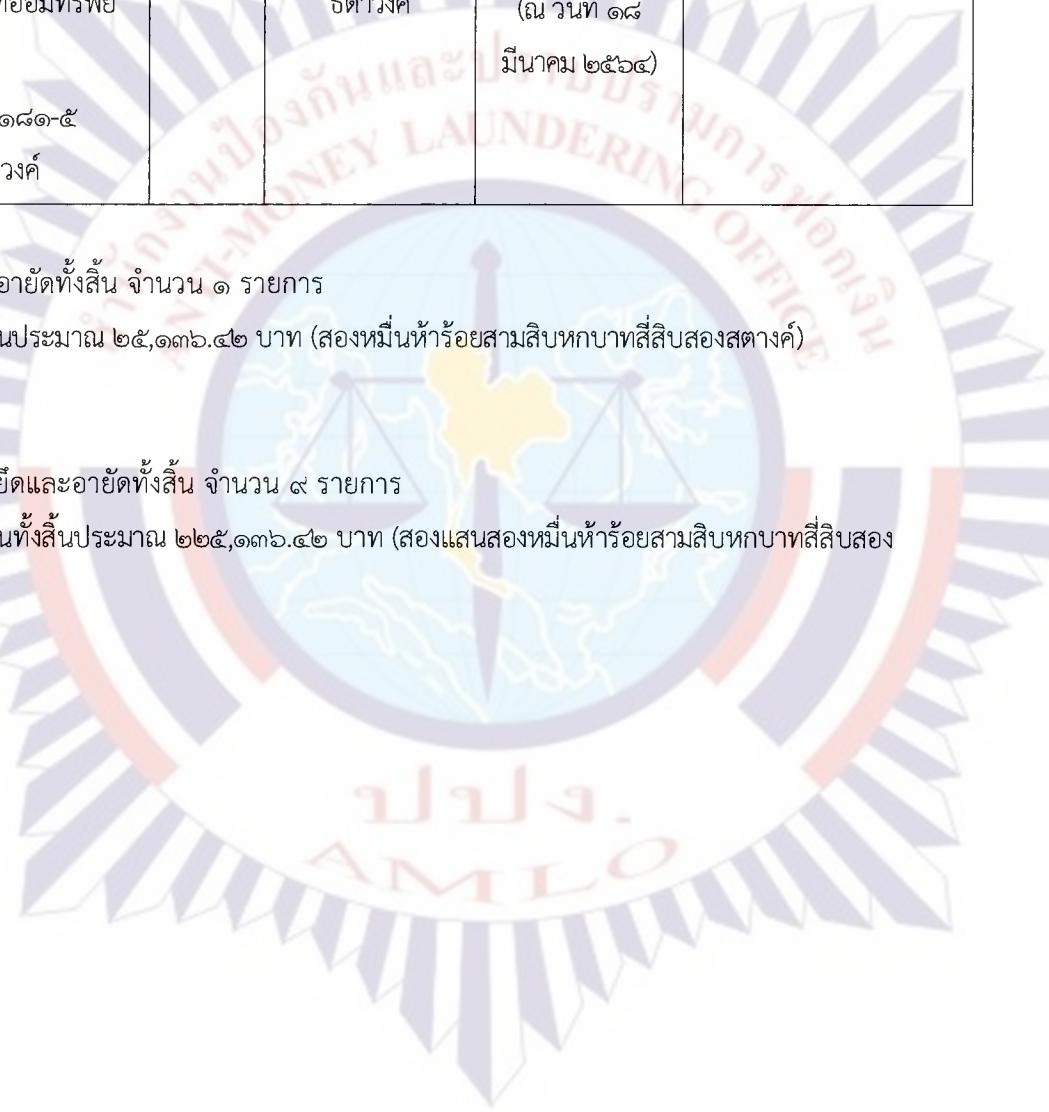 ออมทรัพย์
ธิดาวงค์
(ณ วันที่ ๑๘
มีนาคม ๒๕๖๔)
๑๘๑-๕
วงค์
อายัดทั้งสิ้น จำนวน ๑ รายการ
นประมาณ ๒๕,๑๓๖.๔๒ บาท (สองหมื่นห้าร้อยสามสิบหกบาทสี่สิบสองสตางค์)
ยึดและอายัดทั้งสิ้น จำนวน ๙ รายการ
นทั้งสิ้นประมาณ ๒๒๕,๑๓๖.๔๒ บาท (สองแสนสองหมื่นห้าร้อยสามสิบหกบาทสี่สิบสอง
สำนักงานป้องกันและปราบปรามการฟอกเงิน
ANTI-MONEY LAUNDERING OFFICE
ปปง.
AMLO